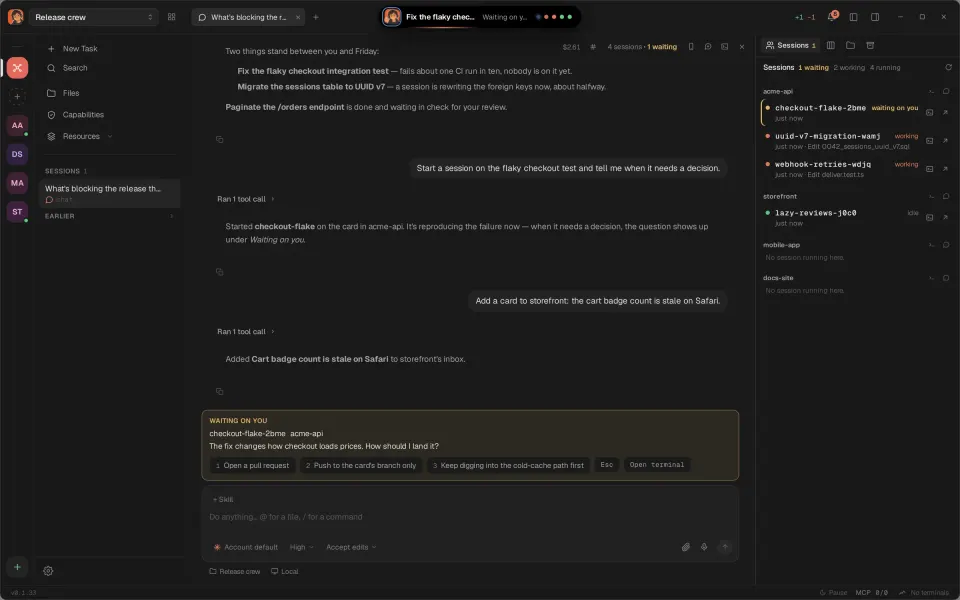 Release crew
What's blocking the r...
Fix the flaky chec...
Waiting on y...
+1 -1
New Task
Search
Files
Capabilities
Resources
SESSIONS 1
What's blocking the release th...
chat
EARLIER
AA
DS
MA
ST
$2.61
4 sessions · 1 waiting
Two things stand between you and Friday:
Fix the flaky checkout integration test — fails about one CI run in ten, nobody is on it yet.
Migrate the sessions table to UUID v7 — a session is rewriting the foreign keys now, about halfway.
Paginate the /orders endpoint is done and waiting in check for your review.
Start a session on the flaky checkout test and tell me when it needs a decision.
Ran 1 tool call
Started checkout-flake on the card in acme-api. It's reproducing the failure now — when it needs a decision, the question shows up
under Waiting on you.
Add a card to storefront: the cart badge count is stale on Safari.
Ran 1 tool call
Added Cart badge count is stale on Safari to storefront's inbox.
WAITING ON YOU
checkout-flake-2bme acme-api
The fix changes how checkout loads prices. How should I land it?
1 Open a pull request
2 Push to the card's branch only
3 Keep digging into the cold-cache path first
Esc
Open terminal
+ Skill
Do anything... @ for a file, / for a command
Account default
High
Accept edits
Release crew
Local
Sessions 1
Sessions 1 waiting 2 working 4 running
acme-api
checkout-flake-2bme waiting on you
just now
uuid-v7-migration-wamj working
just now · Edit 0042_sessions_uuid_v7.sql
webhook-retries-wdjq working
just now · Edit deliver.test.ts
storefront
lazy-reviews-j0c0 idle
just now
mobile-app
No session running here.
docs-site
No session running here.
Pause
MCP 0/0
No terminals